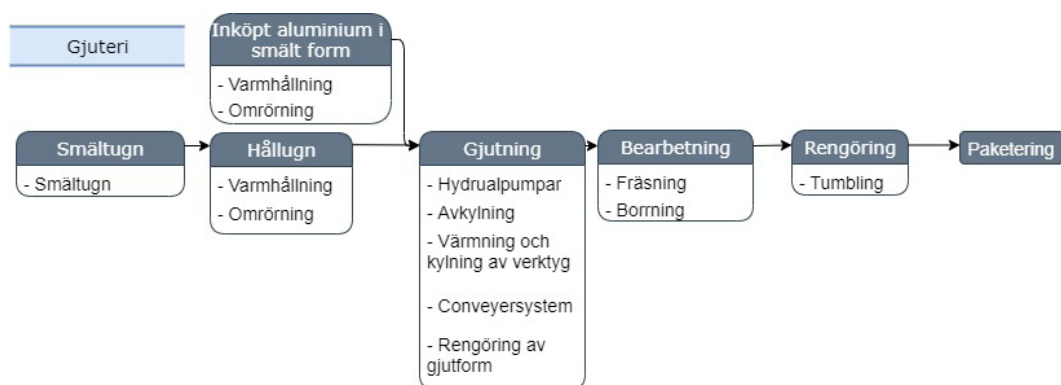 Gjuteri
Inköpt aluminium i
smält form
- Varmhållning
- Omrörning
Smältugn
- Smältugn
Hållugn
- Varmhållning
- Omrörning
Gjutning
- Hydrualpumpar
- Avkylning
- Värmning och
kylning av verktyg
- Conveyersystem
- Rengöring av
gjutform
Bearbetning
- Fräsning
- Borrning
Rengöring
- Tumbling
Paketering